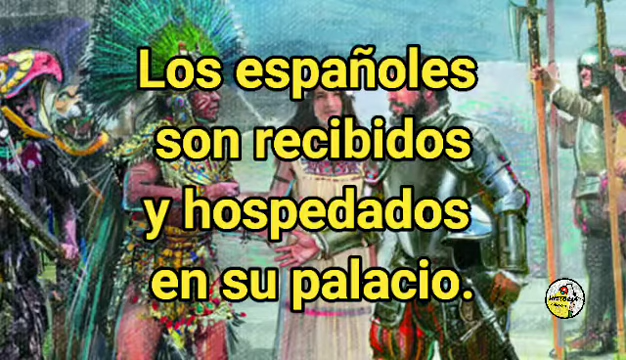 Los españoles
son recibidos
y hospedados
en su palacio.